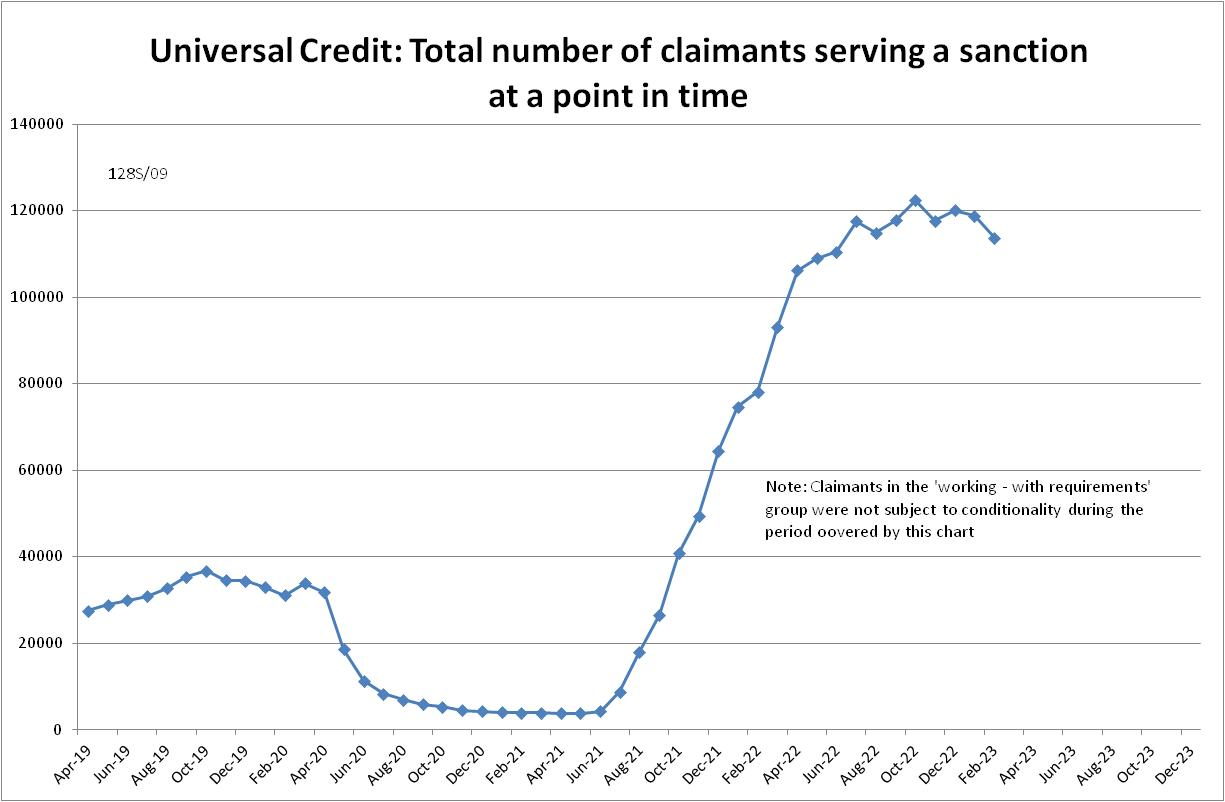 Universal Credit: Total number of claimants serving a sanction
at a point in time
140000
128S/09
120000
100000
80000
60000
Note: Claimants in the 'working - with requirements'
group were not subject to conditionality during the
period oovered by this chart
40000
20000
0
Apr-19 Jun-19 Aug-19 Oct-19 Dec-19 Feb-20 Apr-20 Jun-20 Aug-20 Oct-20 Dec-20 Feb-21 Apr-21 Jun-21 Aug-21 Oct-21 Dec-21 Feb-22 Apr-22 Jun-22 Aug-22 Oct-22 Dec-22 Feb-23 Apr-23 Jun-23 Aug-23 Oct-23 Dec-23